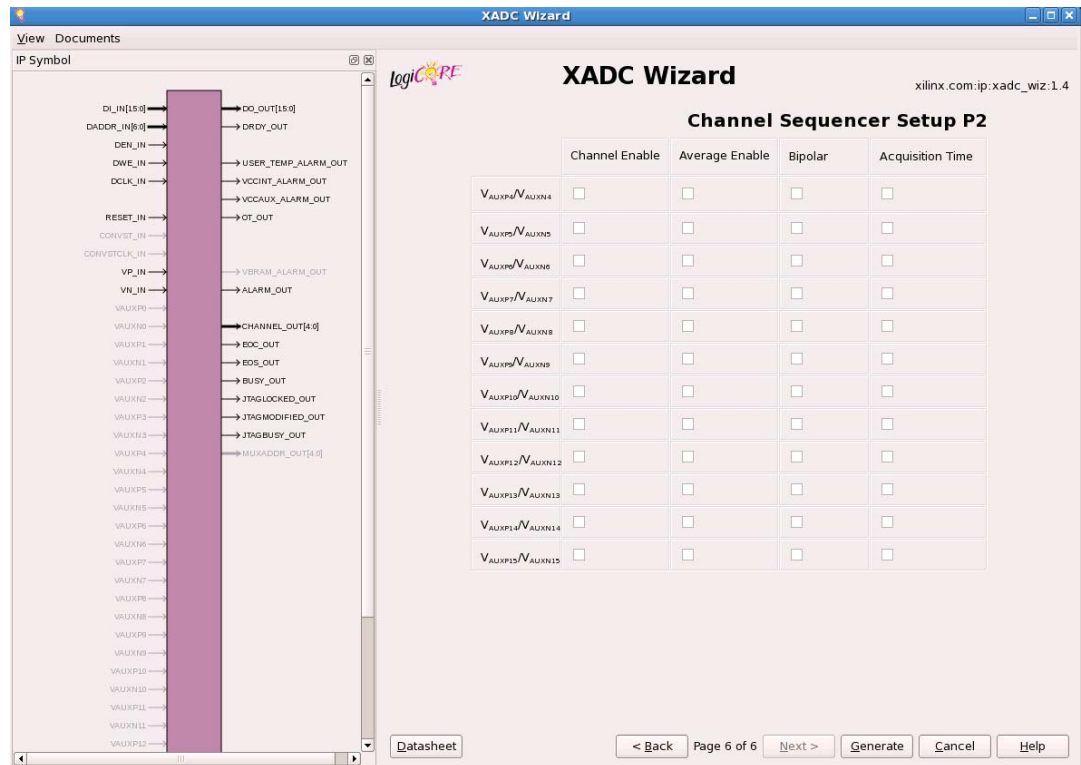 XADC Wizard
View Documents
IP Symbol
DI_IN[15:0] DO_OUT[15:0]
DADDR_IN[6:0] DRDY_OUT
DEN_IN
DWE_IN USER_TEMP_ALARM_OUT
DCLK_IN VCCINT_ALARM_OUT
VCCAUX_ALARM_OUT
RESET_IN OT_OUT
CONVST_IN
CONVSTCLK_IN
VP_IN VBRAM_ALARM_OUT
VN_IN ALARM_OUT
VAUXP0
VAUXN0 CHANNEL_OUT[4:0]
VAUXP1 EOC_OUT
VAUXN1 EOS_OUT
VAUXP2 BUSY_OUT
VAUXN2 JTAGLOCKED_OUT
VAUXP3 JTAGMODIFIED_OUT
VAUXN3 JTAGBUSY_OUT
VAUXP4 MUXADDR_OUT[4:0]
VAUXN4
VAUXP5
VAUXN5
VAUXP6
VAUXN6
VAUXP7
VAUXN7
VAUXP8
VAUXN8
VAUXP9
VAUXN9
VAUXP10
VAUXN10
VAUXP11
VAUXN11
VAUXP12
LogiCORE
XADC Wizard
xilinx.com:ip:xadc_wiz:1.4
Channel Sequencer Setup P2
Channel Enable Average Enable Bipolar Acquisition Time
VAUXP4/VAUXN4
VAUXP5/VAUXN5
VAUXP6/VAUXN6
VAUXP7/VAUXN7
VAUXP8/VAUXN8
VAUXP9/VAUXN9
VAUXP10/VAUXN10
VAUXP11/VAUXN11
VAUXP12/VAUXN12
VAUXP13/VAUXN13
VAUXP14/VAUXN14
VAUXP15/VAUXN15
Datasheet < Back Page 6 of 6 Next > Generate Cancel Help